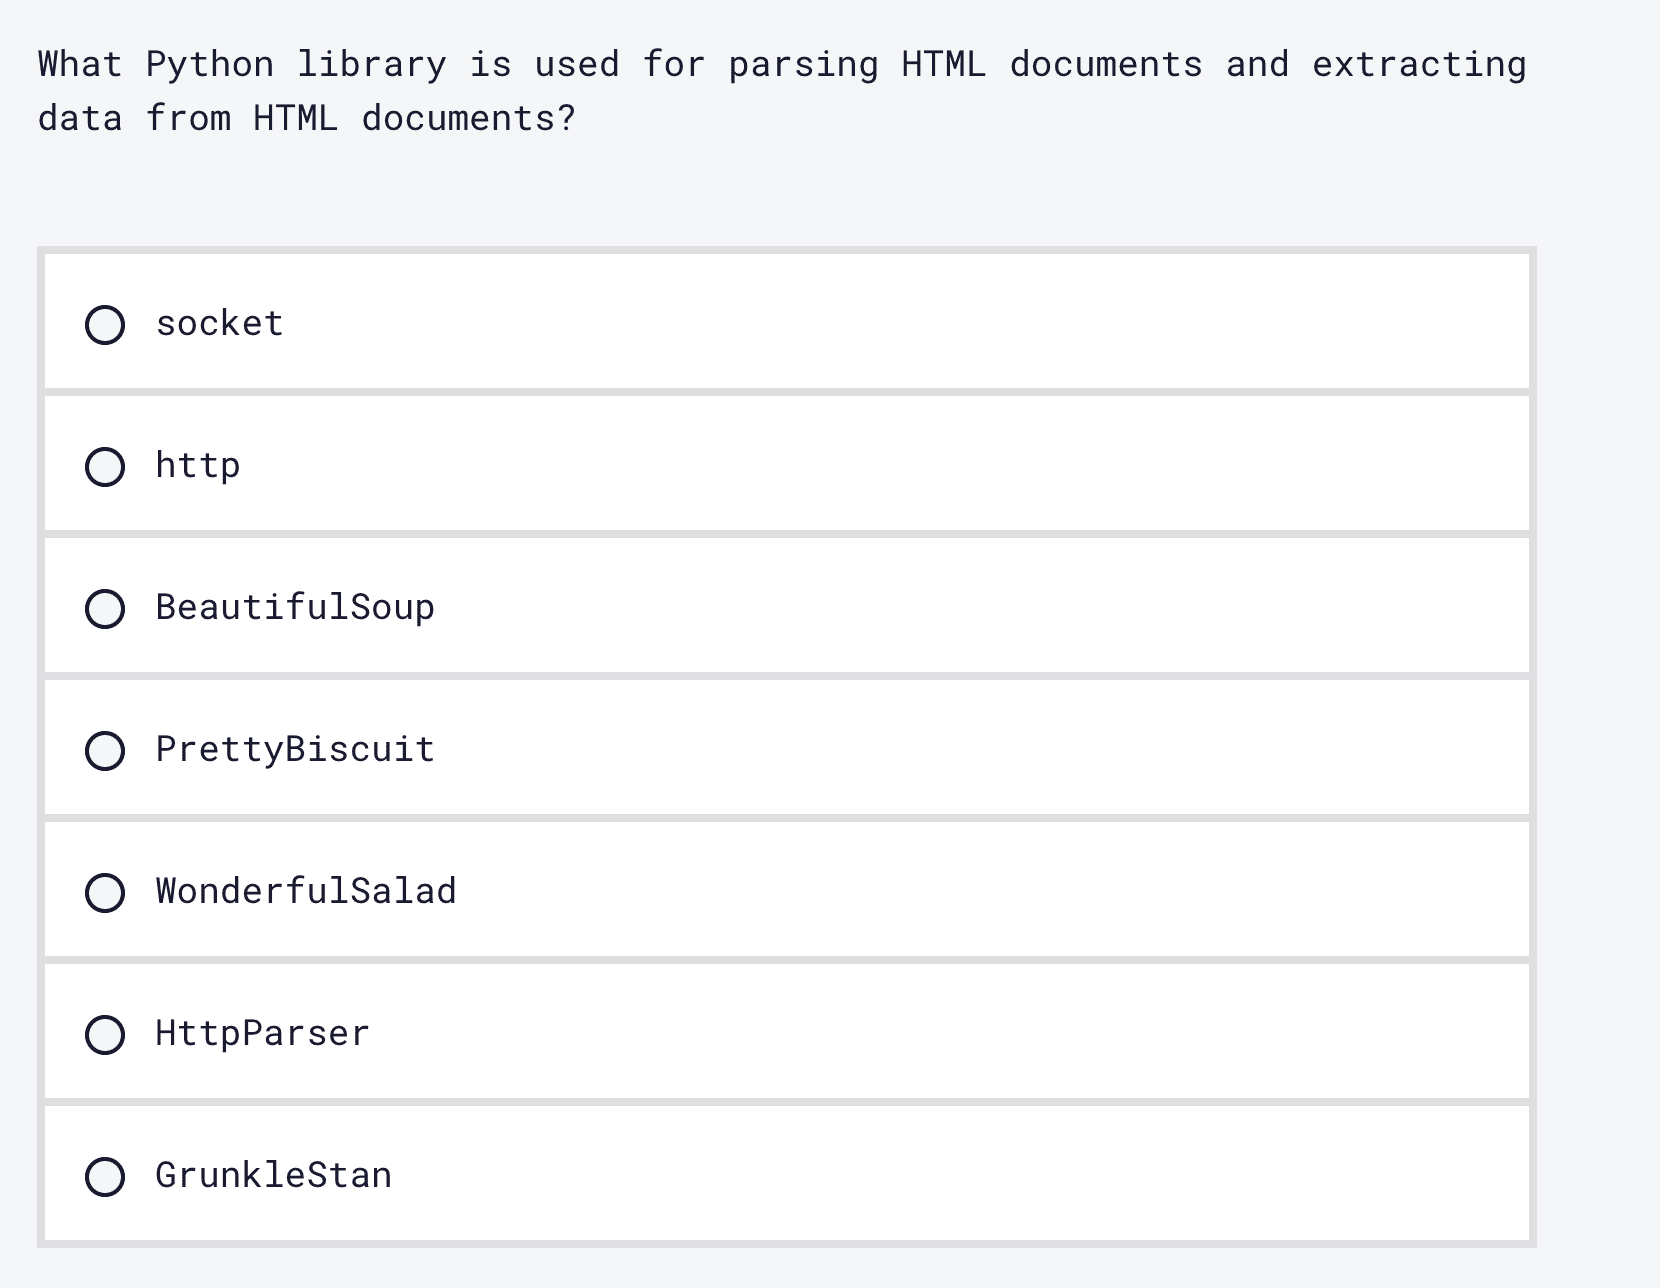 What Python library is used for parsing HTML documents and extracting
data from HTML documents?
socket
http
BeautifulSoup
PrettyBiscuit
WonderfulSalad
HttpParser
GrunkleStan